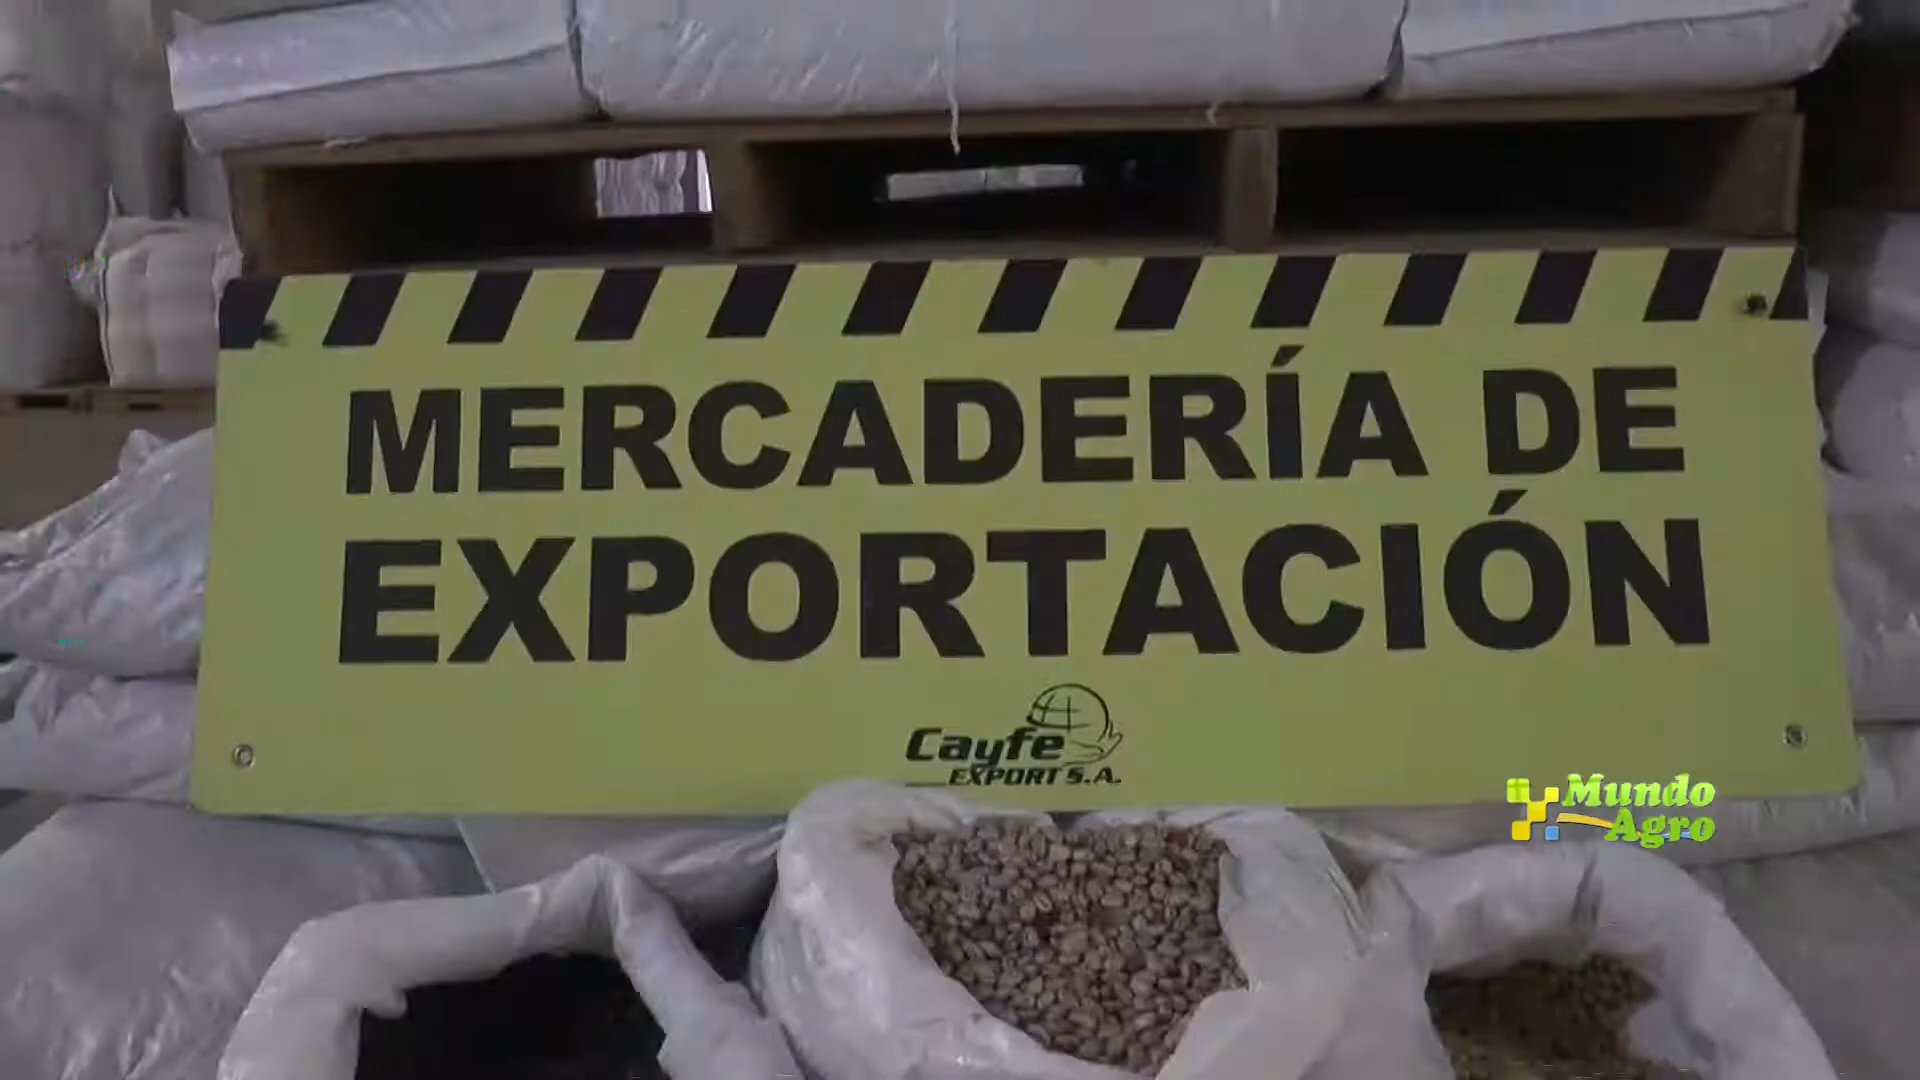 MERCADERÍA DE
EXPORTACIÓN
Cayfe
EXPORT S.A.
Mundo
Agro